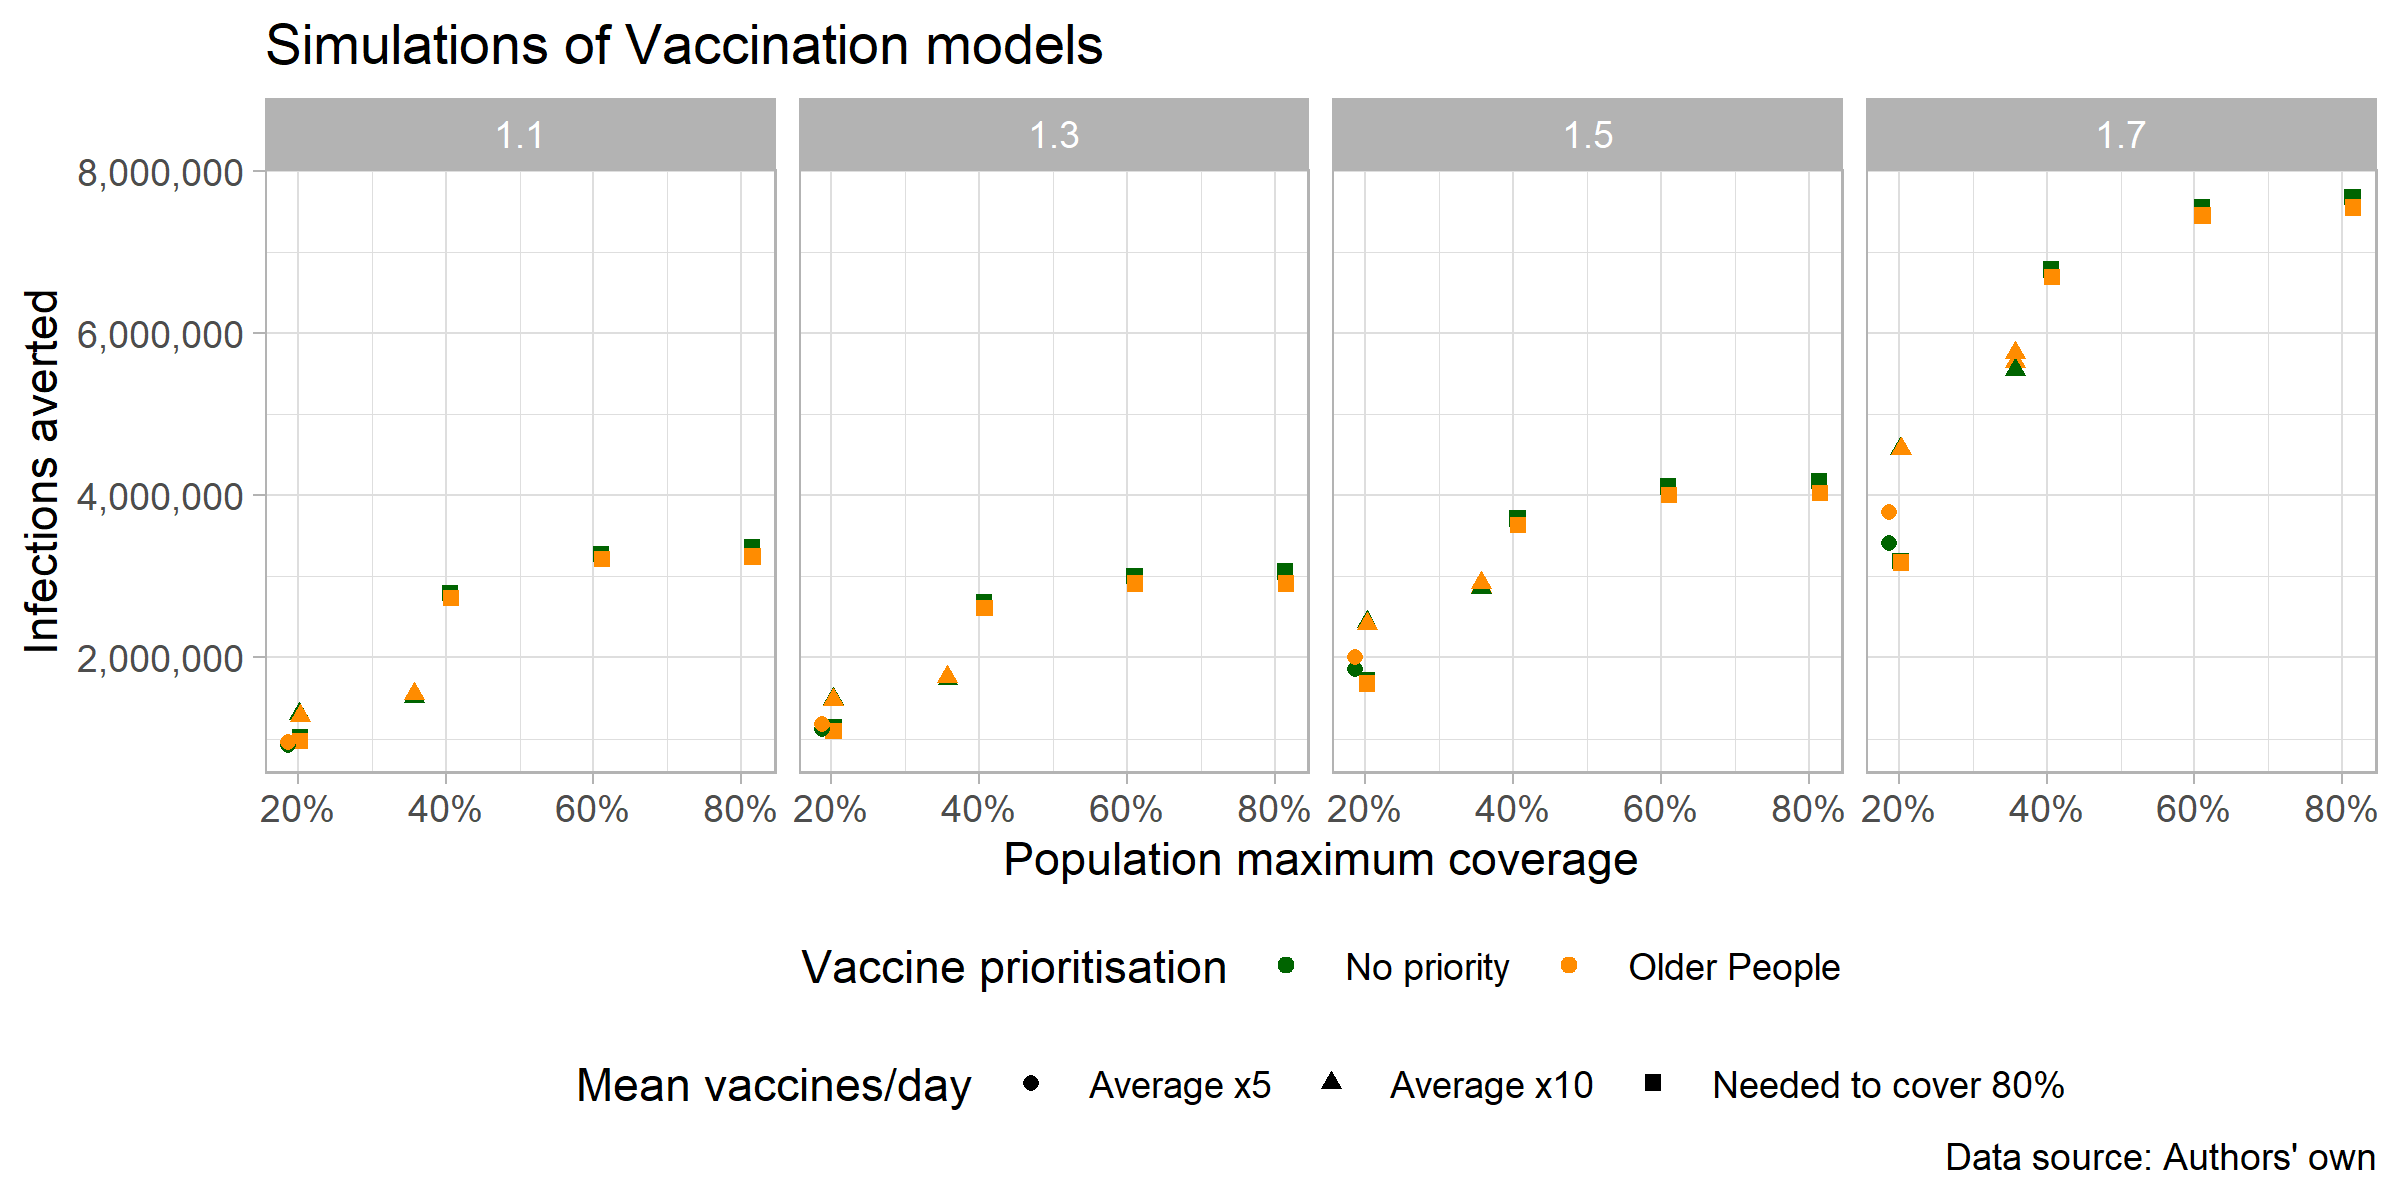 Simulations of Vaccination models
1.1 1.3 1.5 1.7
8,000,000
6,000,000
4,000,000
2,000,000
Infections averted
20% 40% 60% 80% 20% 40% 60% 80% 20% 40% 60% 80% 20% 40% 60% 80%
Population maximum coverage
Vaccine prioritisation No priority Older People
Mean vaccines/day Average x5 Average x10 Needed to cover 80%
Data source: Authors' own